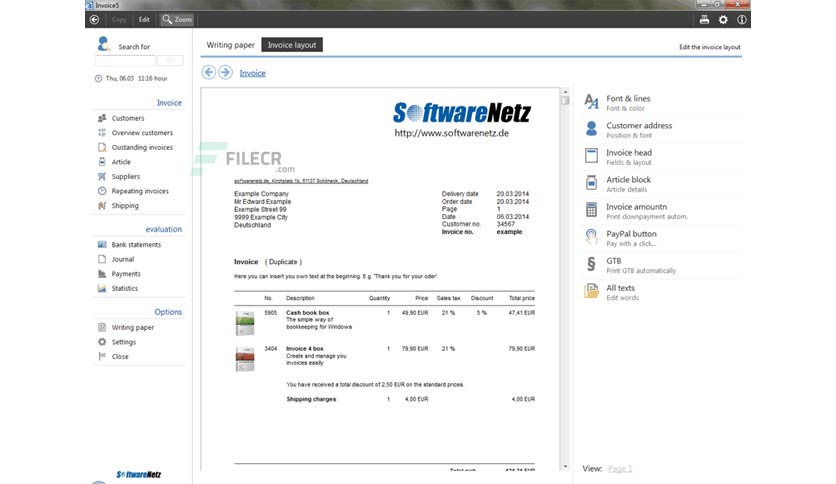 Invoice5
Copy Edit Zoom
Search for
GO
Thu, 06.03 11:16 hour
Invoice
Customers
Overview customers
Oustanding invoices
Article
Suppliers
Repeating invoices
Shipping
evaluation
Bank statements
Journal
Payments
Statistics
Options
Writing paper
Settings
Close
SoftwareNetz
Writing paper Invoice layout
Edit the invoice layout
Invoice
SoftwareNetz
http://www.softwarenetz.de
FILECR
.com
softwarenetz.de, Kirchplatz 1b, 61137 Schöneck, Deutschland
Example Company
Mr Edward Example
Exemple Street 99
9999 Example City
Deutschland
Delivery date 20.03.2014
Order date 20.03.2014
Page 1
Date 06.03.2014
Customer no. 34567
Invoice no. example
Invoice ( Duplicate )
Here you can insert you own text at the beginning. E.g. 'Thank you for your oder'.
No. Description Quantity Price Sales tax Discount Total price
5905 Cash book box 1 49,90 EUR 21 % 5 % 47,41 EUR
The simple way of
bookkeeping for Windows
3404 Invoice 4 box 1 79,90 EUR 21 % 79,90 EUR
Create and manage you
invoices easily
You have received a total discount of 2,50 EUR on the standard prices.
Shipping charges 1 4,00 EUR 4,00 EUR
Font & lines
Font & color
Customer address
Position & font
Invoice head
Fields & layout
Article block
Article details
Invoice amountn
Print downpayment autom.
PayPal button
Pay with a click...
GTB
Print GTB automatically
All texts
Edit words
View: Page 1